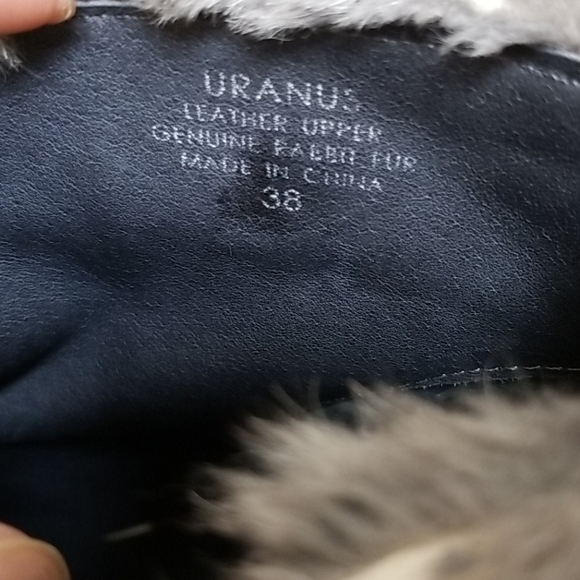 URANUS
LEATHER UPPER
GENUINE RABBIT FUR
MADE IN CHINA
38